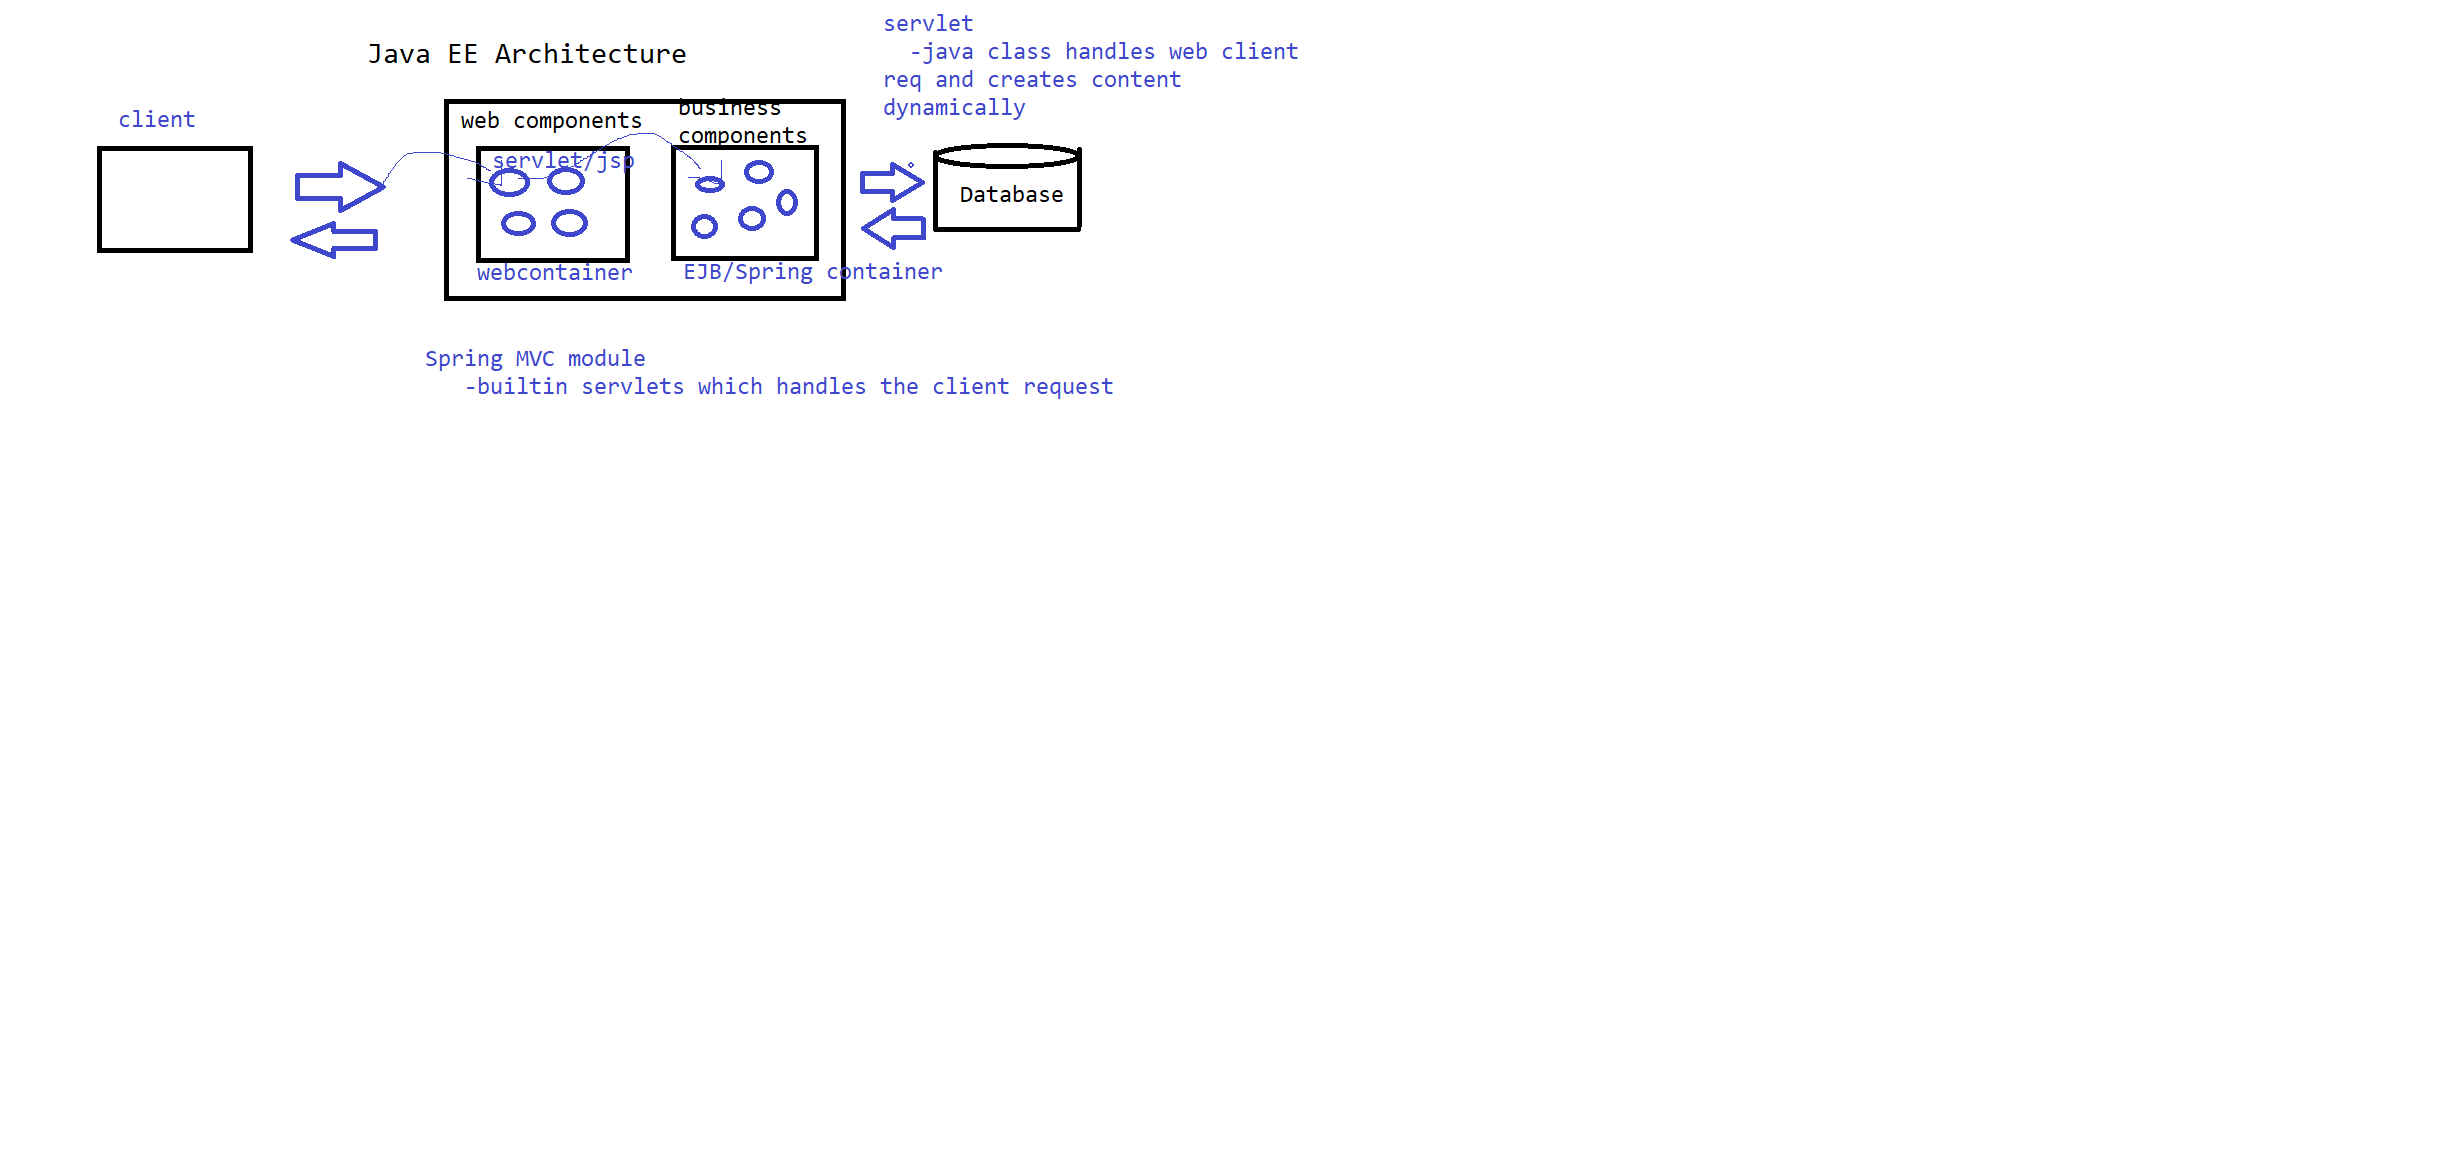 Java EE Architecture
servlet
-java class handles web client
req and creates content
dynamically
client
web components
business
components
servlet/jsp
Database
webcontainer
EJB/Spring container
Spring MVC module
-builtin servlets which handles the client request